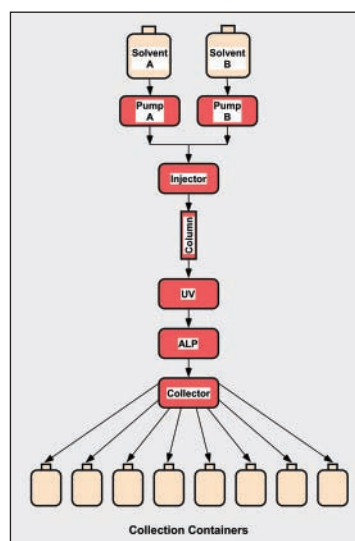 Solvent
A
Solvent
B
Pump
A
Pump
B
Injector
Column
UV
ALP
Collector
Collection Containers